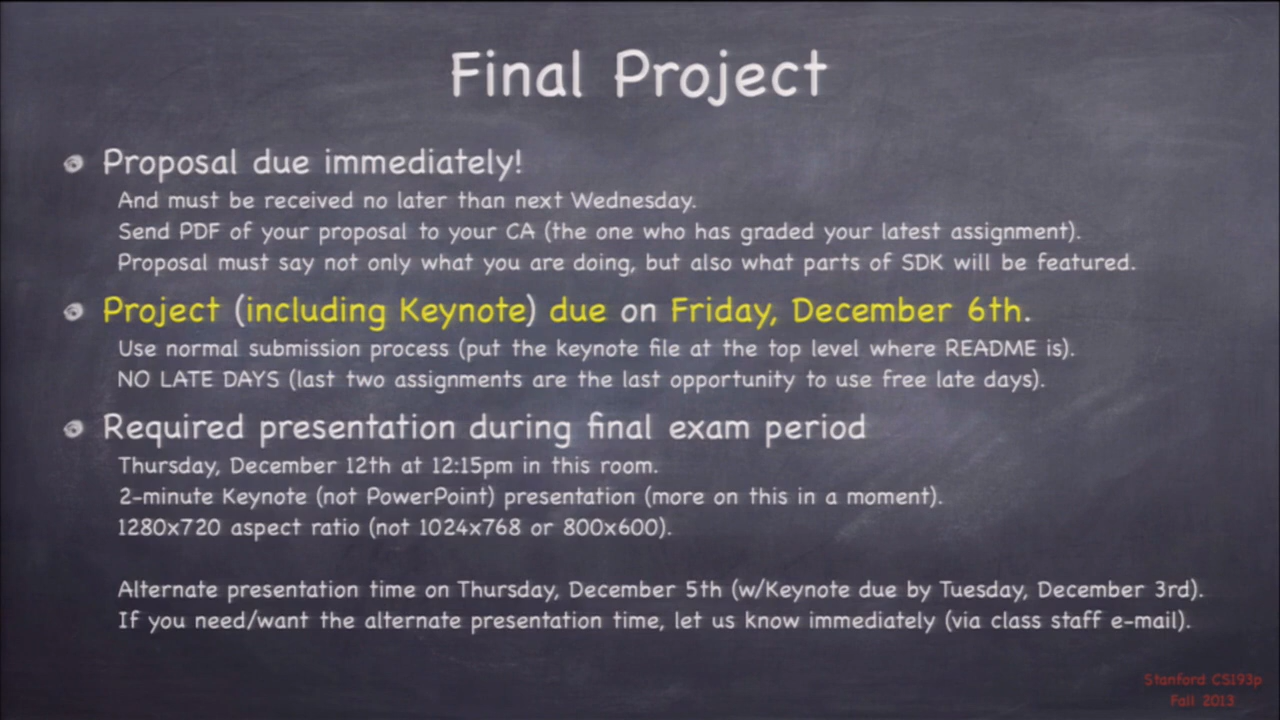 Final Project
Proposal due immediately!
And must be received no later than next Wednesday.
Send PDF of your proposal to your CA (the one who has graded your latest assignment).
Proposal must say not only what you are doing, but also what parts of SDK will be featured.
Project (including Keynote) due on Friday, December 6th.
Use normal submission process (put the keynote file at the top level where README is).
NO LATE DAYS (last two assignments are the last opportunity to use free late days).
Required presentation during final exam period
Thursday, December 12th at 12:15pm in this room.
2-minute Keynote (not PowerPoint) presentation (more on this in a moment).
1280x720 aspect ratio (not 1024x768 or 800x600).
Alternate presentation time on Thursday, December 5th (w/Keynote due by Tuesday, December 3rd).
If you need/want the alternate presentation time, let us know immediately (via class staff e-mail).
Stanford CS193p
Fall 2013